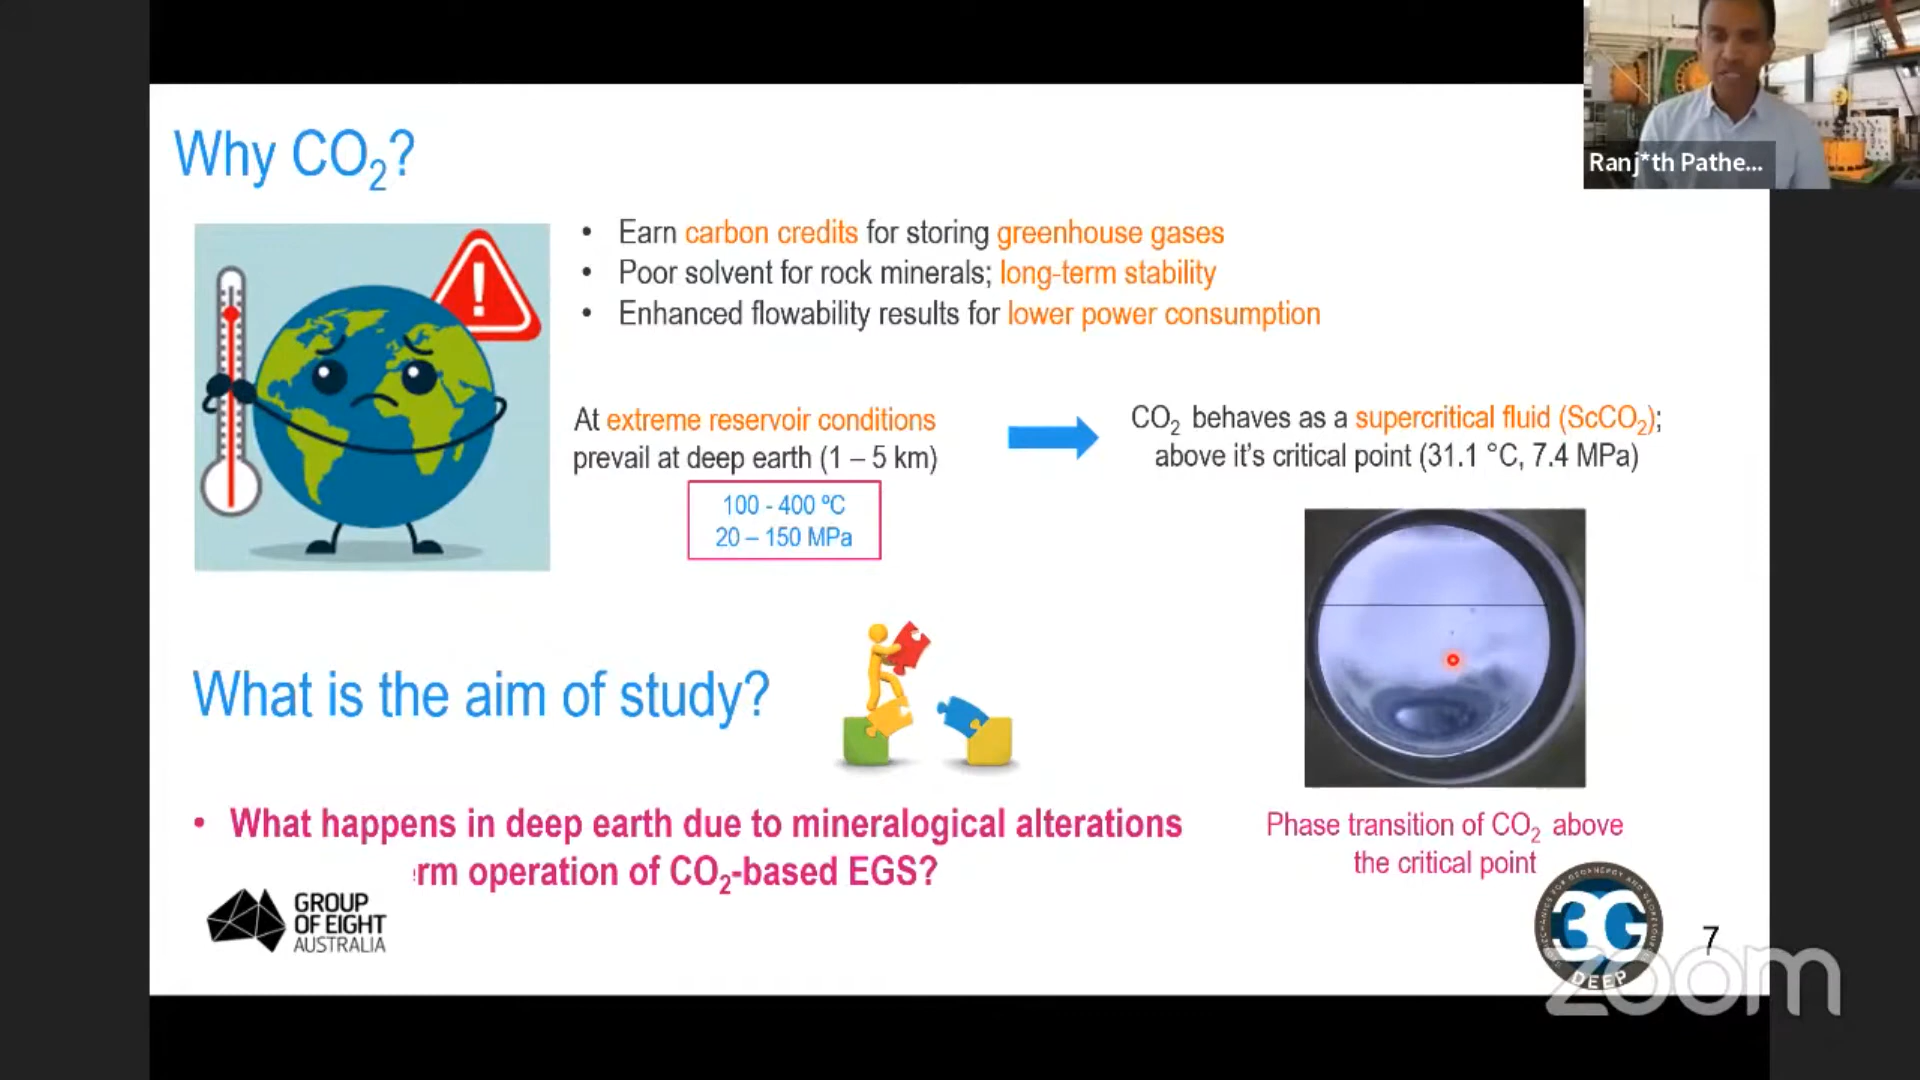 Ranj*th Pathe...
Why CO₂?
• Earn carbon credits for storing greenhouse gases
• Poor solvent for rock minerals; long-term stability
• Enhanced flowability results for lower power consumption
At extreme reservoir conditions
prevail at deep earth (1 – 5 km)
100 - 400 ºC
20 – 150 MPa
CO₂ behaves as a supercritical fluid (ScCO₂);
above it's critical point (31.1 °C, 7.4 MPa)
What is the aim of study?
• What happens in deep earth due to mineralogical alterations
rm operation of CO₂-based EGS?
Phase transition of CO₂ above
the critical point
GROUP
OF EIGHT
AUSTRALIA
3G
DEEP
7
zoom